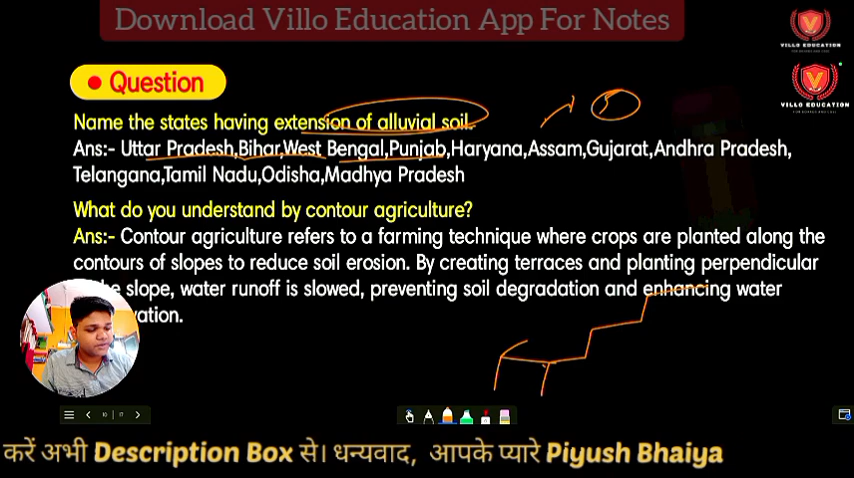 Download Villo Education App For Notes
VILLO EDUCATION
VILLO EDUCATION
• Question
Name the states having extension of alluvial soil.
Ans:- Uttar Pradesh,Bihar,West Bengal,Punjab,Haryana,Assam,Gujarat,Andhra Pradesh,
Telangana,Tamil Nadu,Odisha,Madhya Pradesh
What do you understand by contour agriculture?
Ans:- Contour agriculture refers to a farming technique where crops are planted along the
contours of slopes to reduce soil erosion. By creating terraces and planting perpendicular
slope, water runoff is slowed, preventing soil degradation and enhancing water
10 17
करें अभी Description Box से। धन्यवाद, आपके प्यारे Piyush Bhaiya